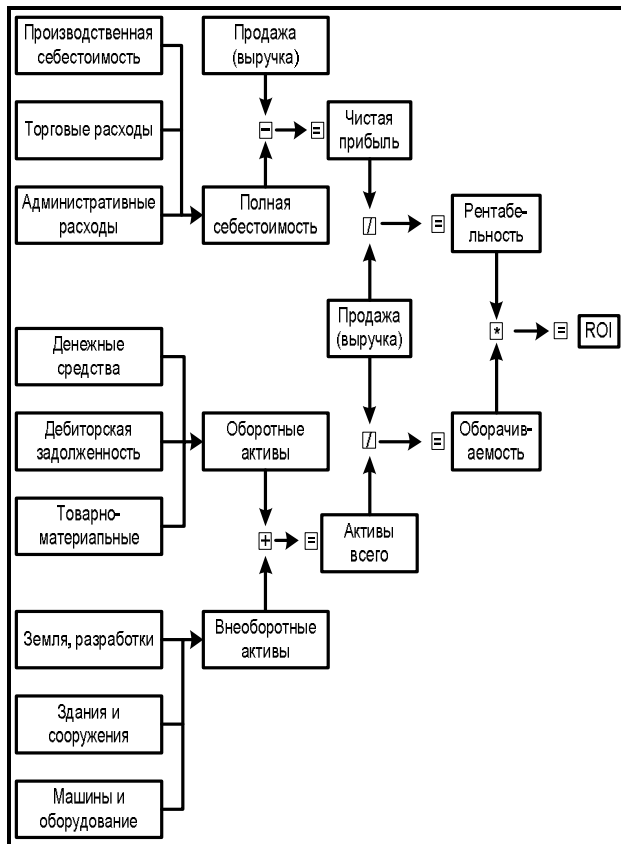 Производственная
себестоимость
Продажа
(выручка)
Торговые расходы
-
=
Чистая
прибыль
Административные
расходы
Полная
себестоимость
/
=
Рентабе-
льность
Продажа
(выручка)
*
=
ROI
Денежные
средства
Дебиторская
задолженность
Оборотные
активы
/
=
Оборачив-
аемость
Товарно-
материальные
+
=
Активы
всего
Земля, разработки
Внеоборотные
активы
Здания и
сооружения
Машины и
оборудование